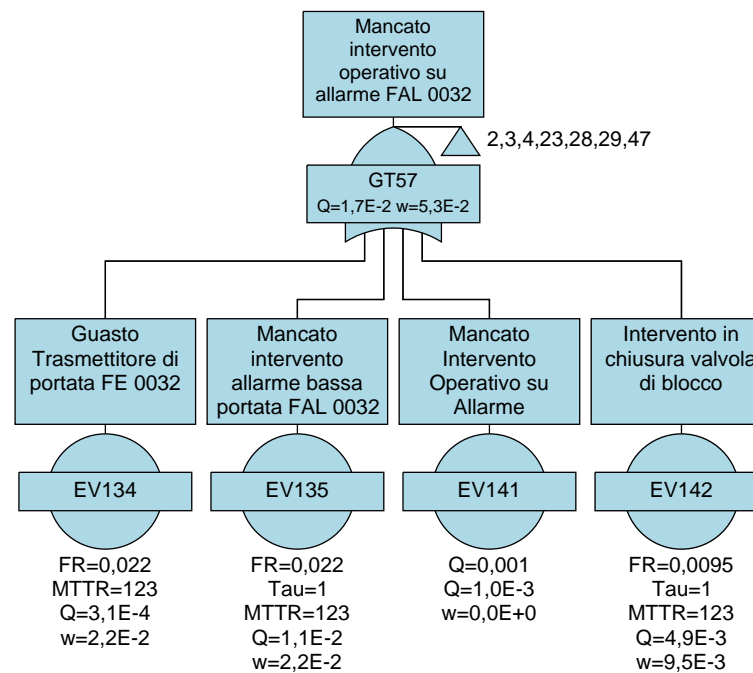 Mancato
intervento
operativo su
allarme FAL 0032
2,3,4,23,28,29,47
GT57
Q=1,7E-2 w=5,3E-2
Guasto
Trasmettitore di
portata FE 0032
Mancato
intervento
allarme bassa
portata FAL 0032
Mancato
Intervento
Operativo su
Allarme
Intervento in
chiusura valvola
di blocco
EV134
EV135
EV141
EV142
FR=0,022
MTTR=123
Q=3,1E-4
w=2,2E-2
FR=0,022
Tau=1
MTTR=123
Q=1,1E-2
w=2,2E-2
Q=0,001
Q=1,0E-3
w=0,0E+0
FR=0,0095
Tau=1
MTTR=123
Q=4,9E-3
w=9,5E-3